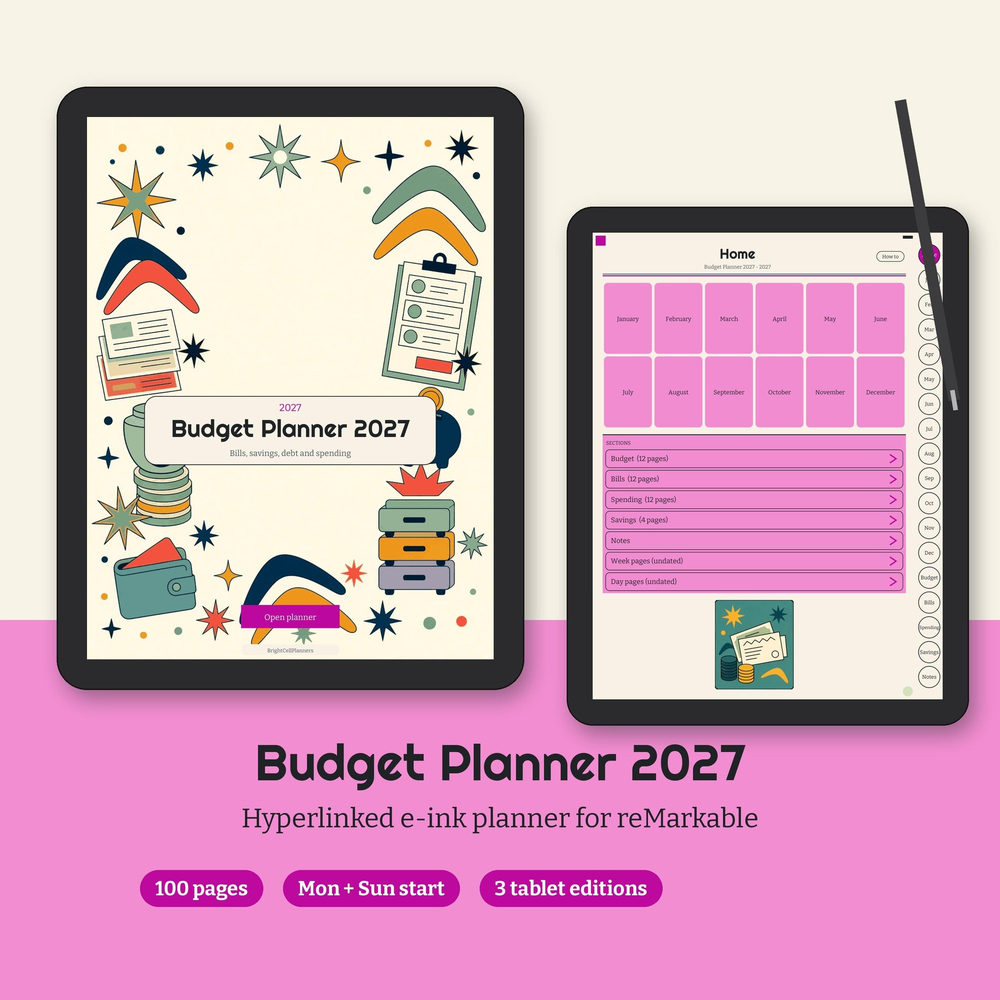 2027
Budget Planner 2027
Bills, savings, debt and spending
Open planner
BrightCellPlanners
Home
Budget Planner 2027 - 2027
How to
January
February
March
April
May
June
July
August
September
October
November
December
SECTIONS
Budget (12 pages)
Bills (12 pages)
Spending (12 pages)
Savings (4 pages)
Notes
Week pages (undated)
Day pages (undated)
Mar
Apr
May
Jun
Jul
Aug
Sep
Oct
Nov
Dec
Budget
Bills
Spending
Savings
Notes
Budget Planner 2027
Hyperlinked e-ink planner for reMarkable
100 pages
Mon + Sun start
3 tablet editions